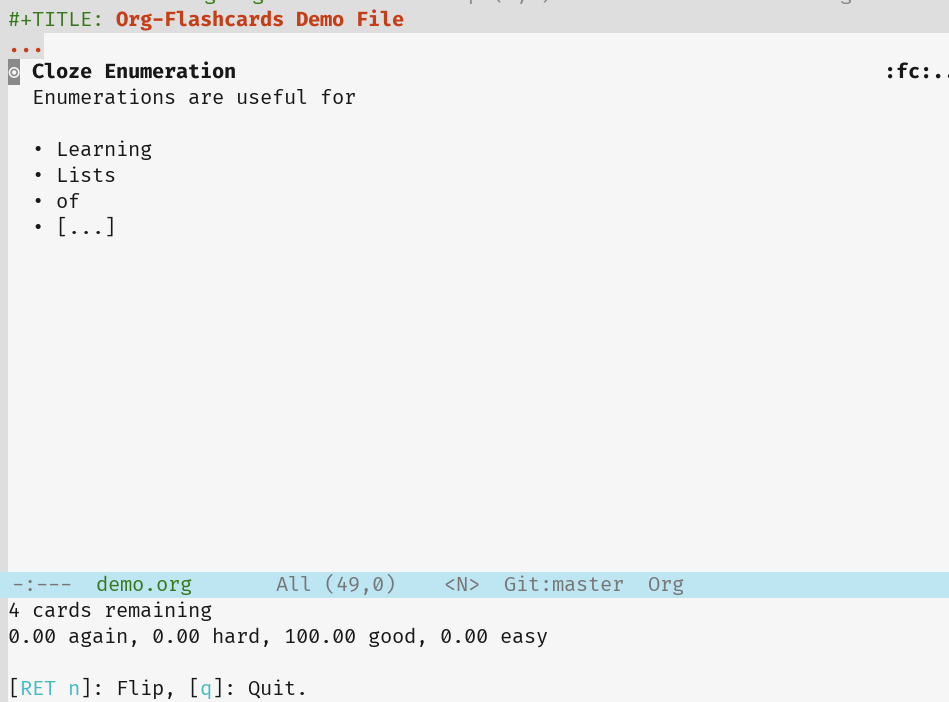 #+TITLE: Org-Flashcards Demo File
...
Cloze Enumeration :fc:..
Enumerations are useful for
• Learning
• Lists
• of
• [...]
-:--- demo.org All (49,0) <N> Git:master Org
4 cards remaining
0.00 again, 0.00 hard, 100.00 good, 0.00 easy
[RET n]: Flip, [q]: Quit.